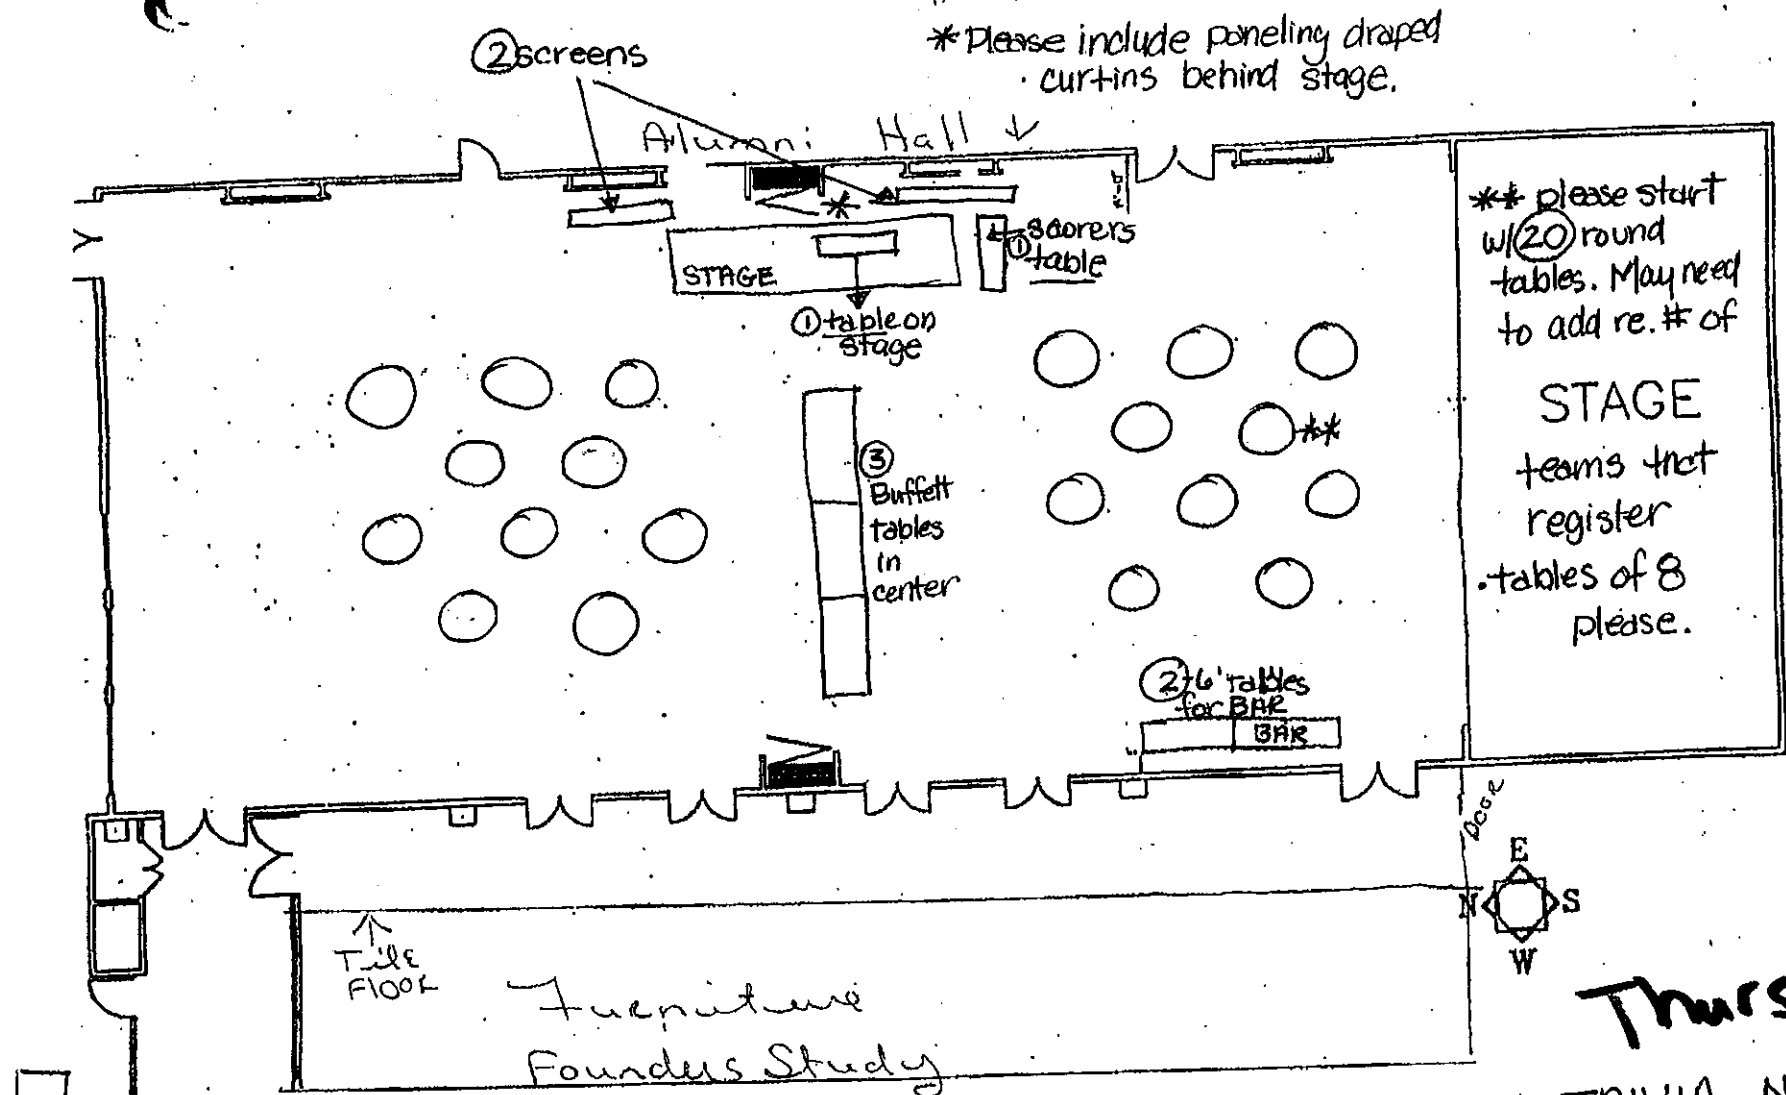 ② screens
*Please include paneling draped
curtins behind stage.
Alumni Hall ↓
*
STAGE
① table on
stage
① scorers
table
** please start
w/ ⑳ round
tables. May need
to add re. # of
STAGE
teams that
register
. tables of 8
please.
**
③
Buffett
tables
in
center
② -6' tables
for BAR
BAR
DOOR
E
N S
W
↑
Tile
Floor
Furniture
Founders Study
Thurs